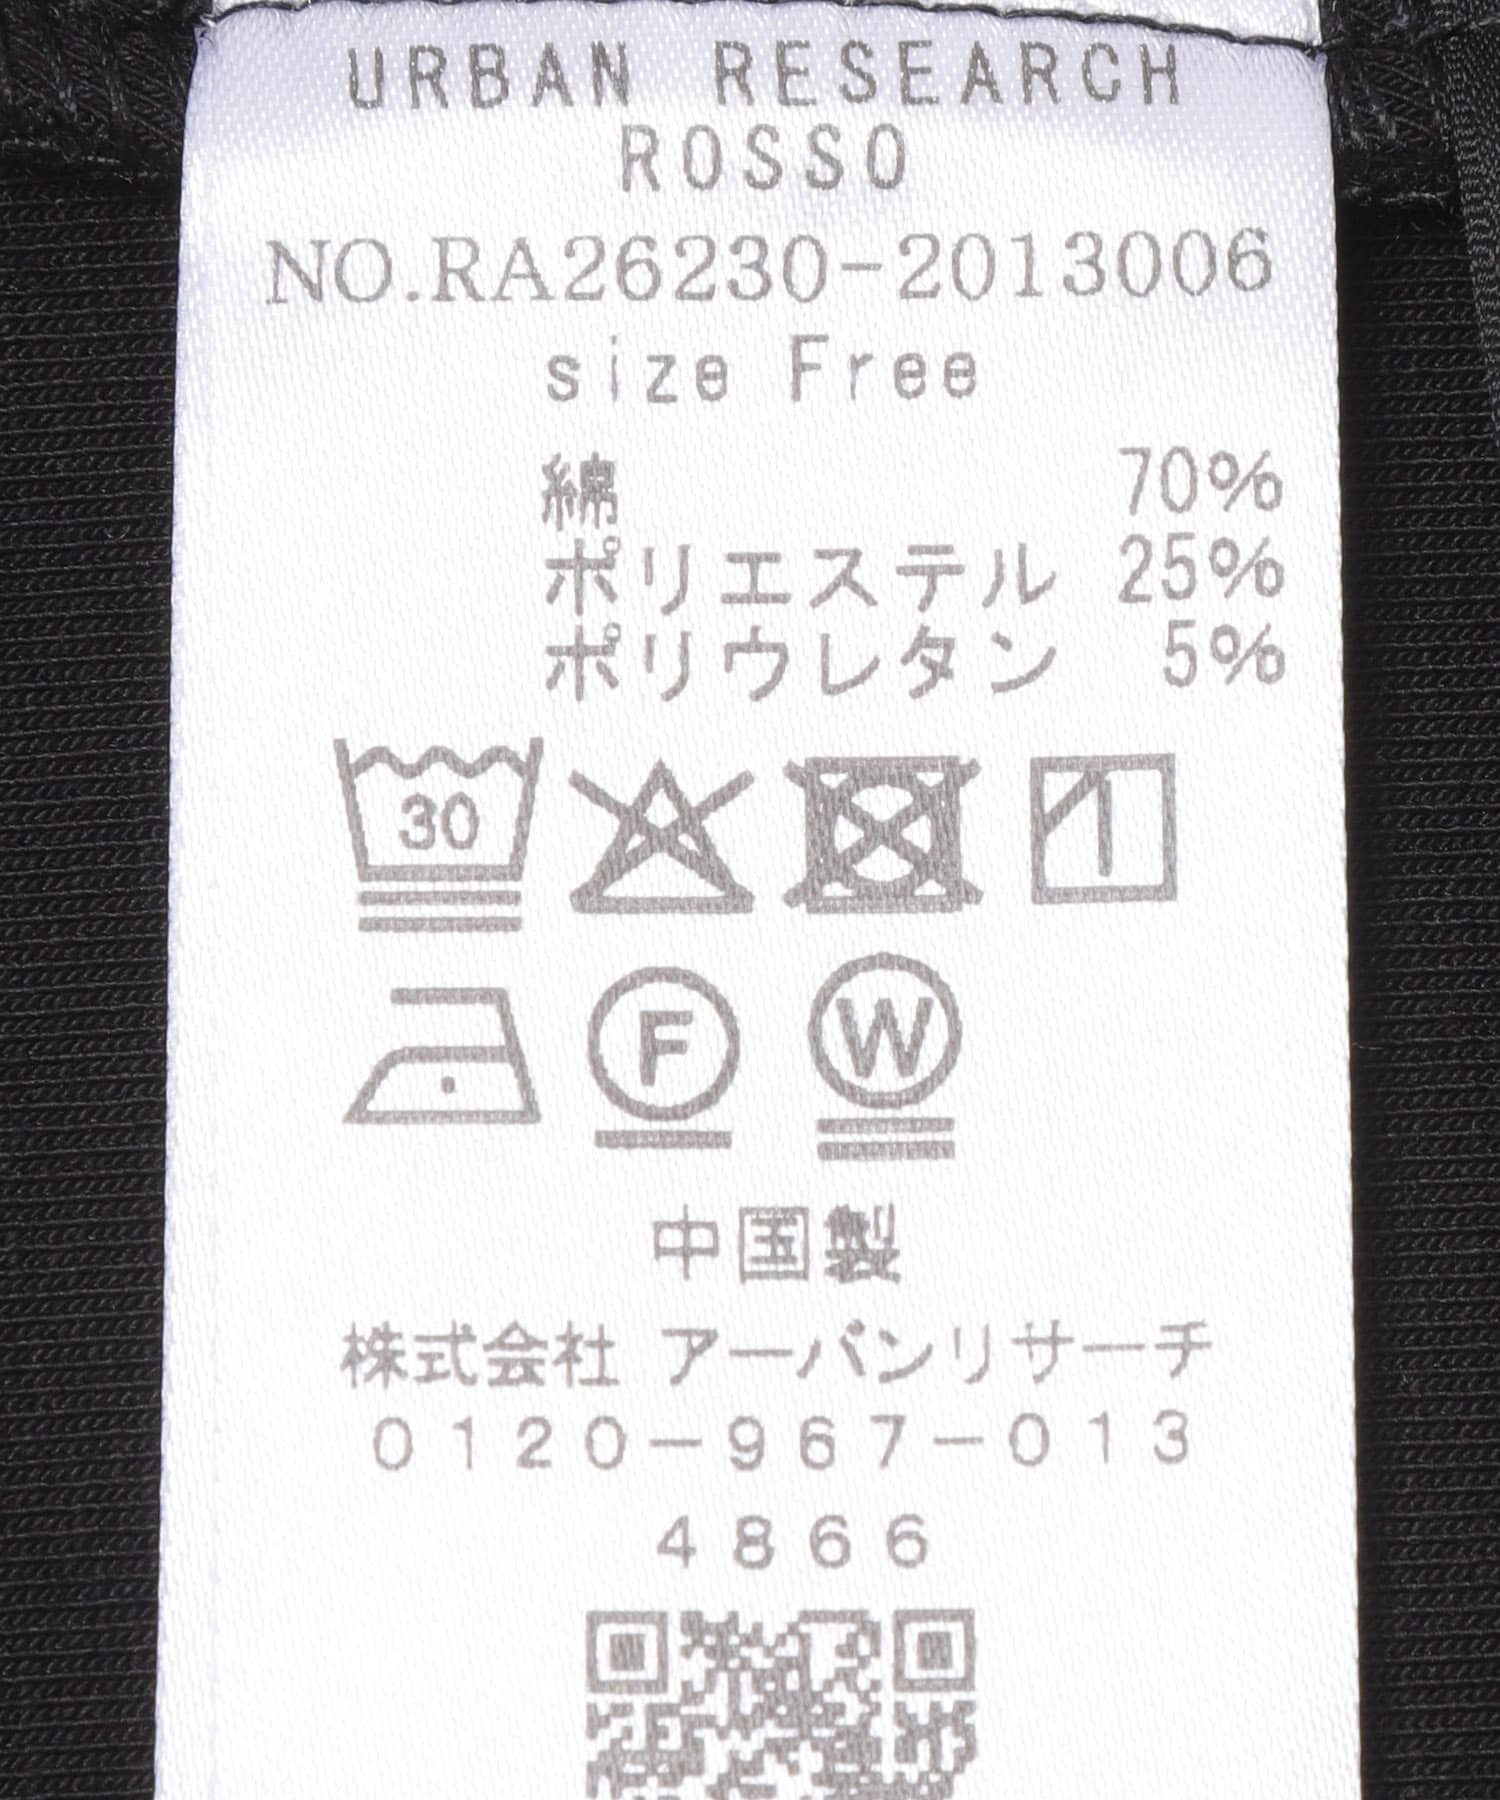 URBAN RESEARCH
ROSSO
NO.RA26230-2013006
size Free
綿 70%
ポリエステル 25%
ポリウレタン 5%
30
F W
中国製
株式会社 アーバンリサーチ
0120-967-013
4866